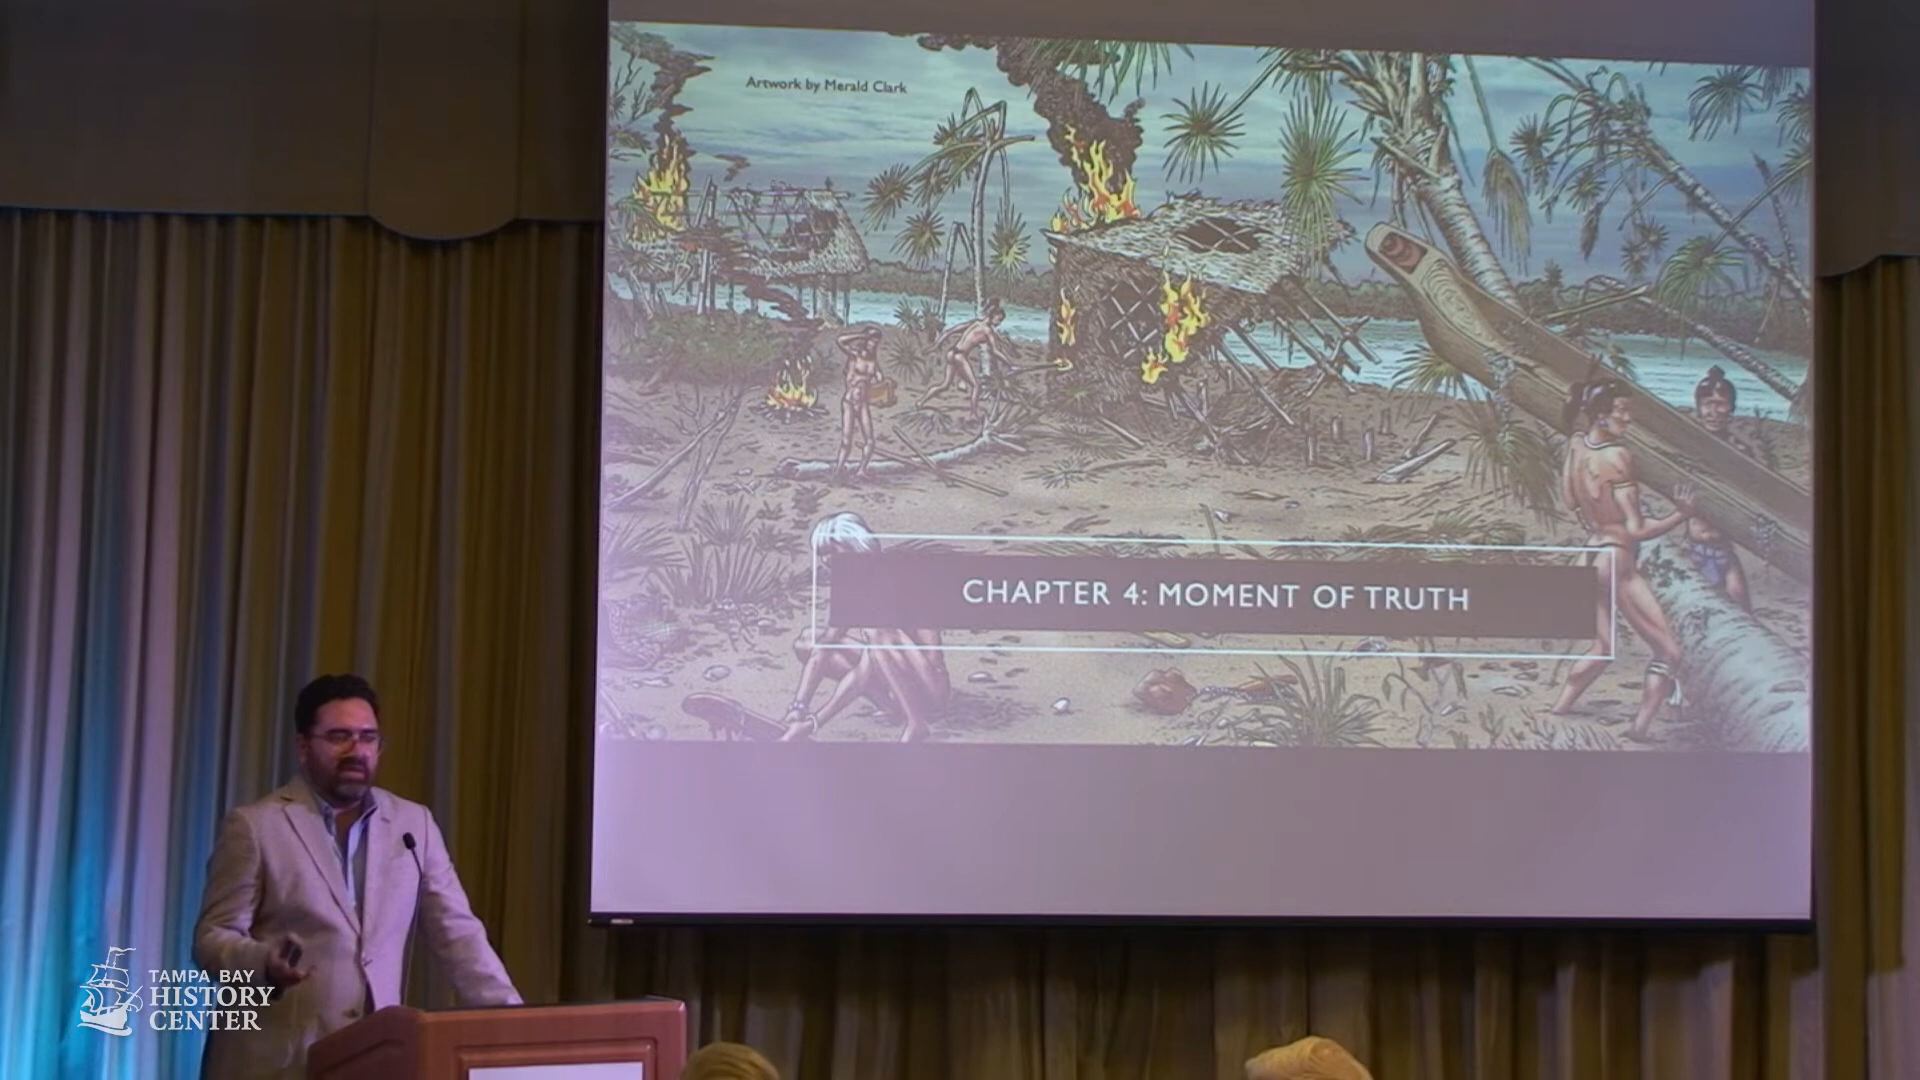 Artwork by Merald Clark
CHAPTER 4: MOMENT OF TRUTH
TAMPA BAY
HISTORY
CENTER